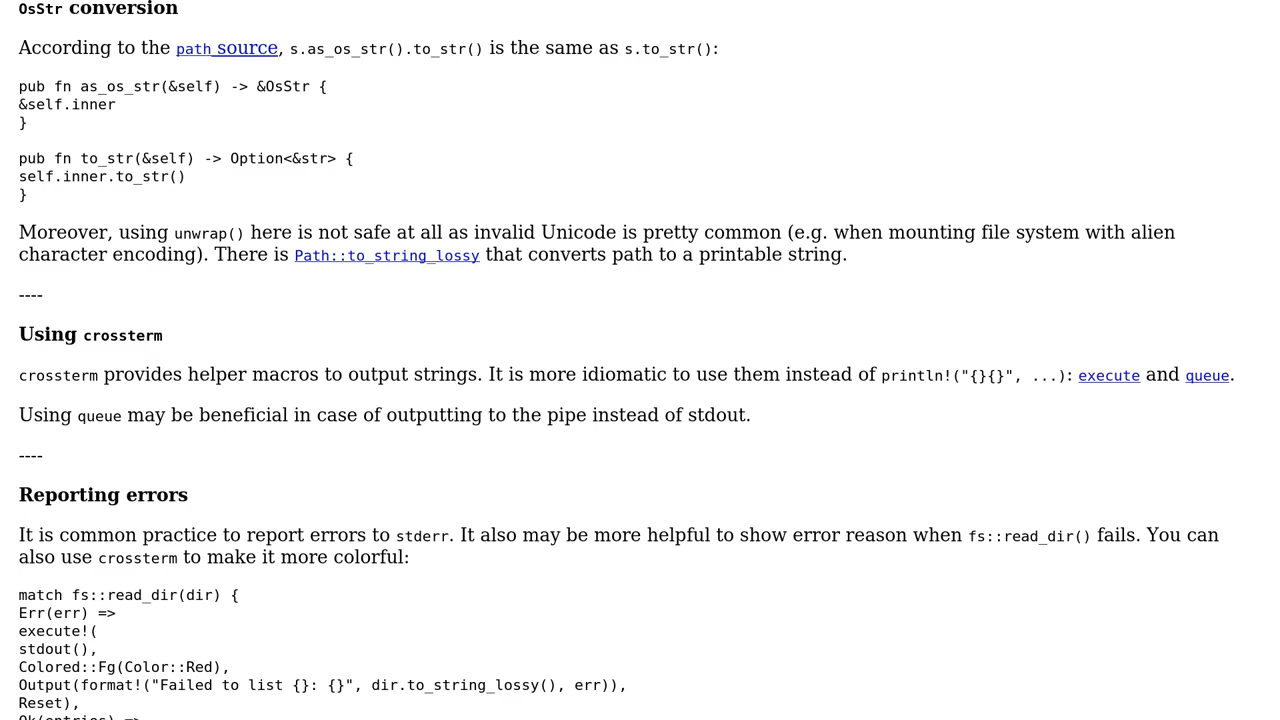 OsStr conversion
According to the path source, s.as_os_str().to_str() is the same as s.to_str():
pub fn as_os_str(&self) -> &OsStr {
&self.inner
}
pub fn to_str(&self) -> Option<&str> {
self.inner.to_str()
}
Moreover, using unwrap() here is not safe at all as invalid Unicode is pretty common (e.g. when mounting file system with alien
character encoding). There is Path::to_string_lossy that converts path to a printable string.
----
Using crossterm
crossterm provides helper macros to output strings. It is more idiomatic to use them instead of println!("{}{}", ...): execute and queue.
Using queue may be beneficial in case of outputting to the pipe instead of stdout.
----
Reporting errors
It is common practice to report errors to stderr. It also may be more helpful to show error reason when fs::read_dir() fails. You can
also use crossterm to make it more colorful:
match fs::read_dir(dir) {
Err(err) =>
execute!(
stdout(),
Colored::Fg(Color::Red),
Output(format!("Failed to list {}: {}", dir.to_string_lossy(), err)),
Reset),
Ok(entries) =>